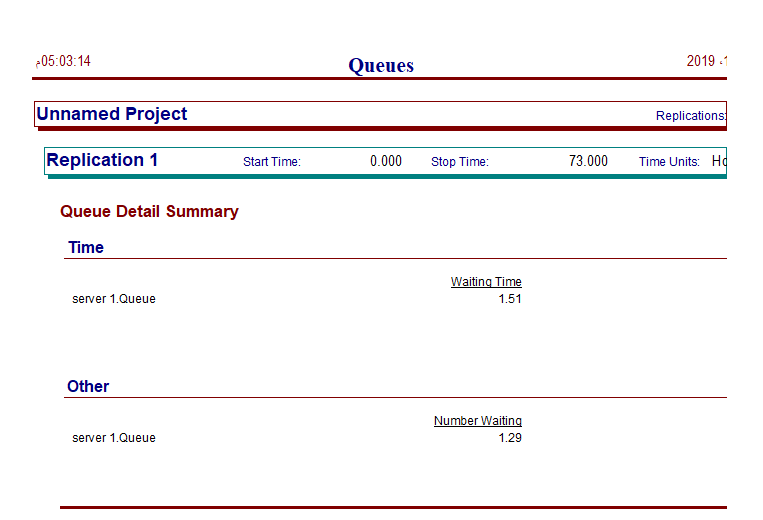 05:03:14م Queues 2019 ،1
Unnamed Project Replications:
Replication 1 Start Time: 0.000 Stop Time: 73.000 Time Units: Ho
Queue Detail Summary
Time
Waiting Time
server 1.Queue 1.51
Other
Number Waiting
server 1.Queue 1.29